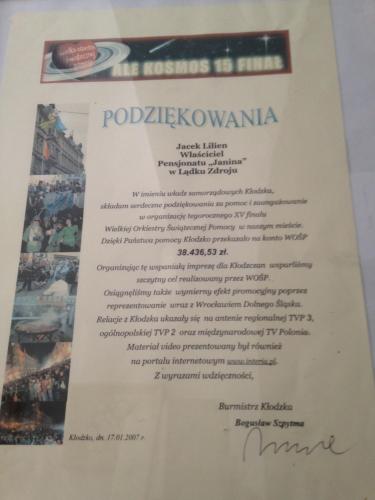 wielka orkiestra
świątecznej
pomocy
ALE KOSMOS 15 FINAŁ
PODZIĘKOWANIA
Jacek Lilien
Właściciel
Pensjonatu „Janina"
w Lądku Zdroju
W imieniu władz samorządowych Kłodzka,
składam serdeczne podziękowania za pomoc i zaangażowanie
w organizację tegorocznego XV finału
Wielkiej Orkiestry Świątecznej Pomocy w naszym mieście.
Dzięki Państwa pomocy Kłodzko przekazało na konto WOŚP
38.436,53 zł.
Organizując tę wspaniałą imprezę dla Kłodzczan wsparliśmy
szczytny cel realizowany przez WOŚP.
Osiągnęliśmy także wymierny efekt promocyjny poprzez
reprezentowanie wraz z Wrocławiem Dolnego Śląska.
Relacje z Kłodzka ukazały się na antenie regionalnej TVP 3,
ogólnopolskiej TVP 2 oraz międzynarodowej TV Polonia.
Materiał video prezentowany był również
na portalu internetowym www.interia.pl.
Z wyrazami wdzięczności,
Burmistrz Kłodzka
Bogusław Szpytma
Kłodzko, dn. 17.01.2007 r.